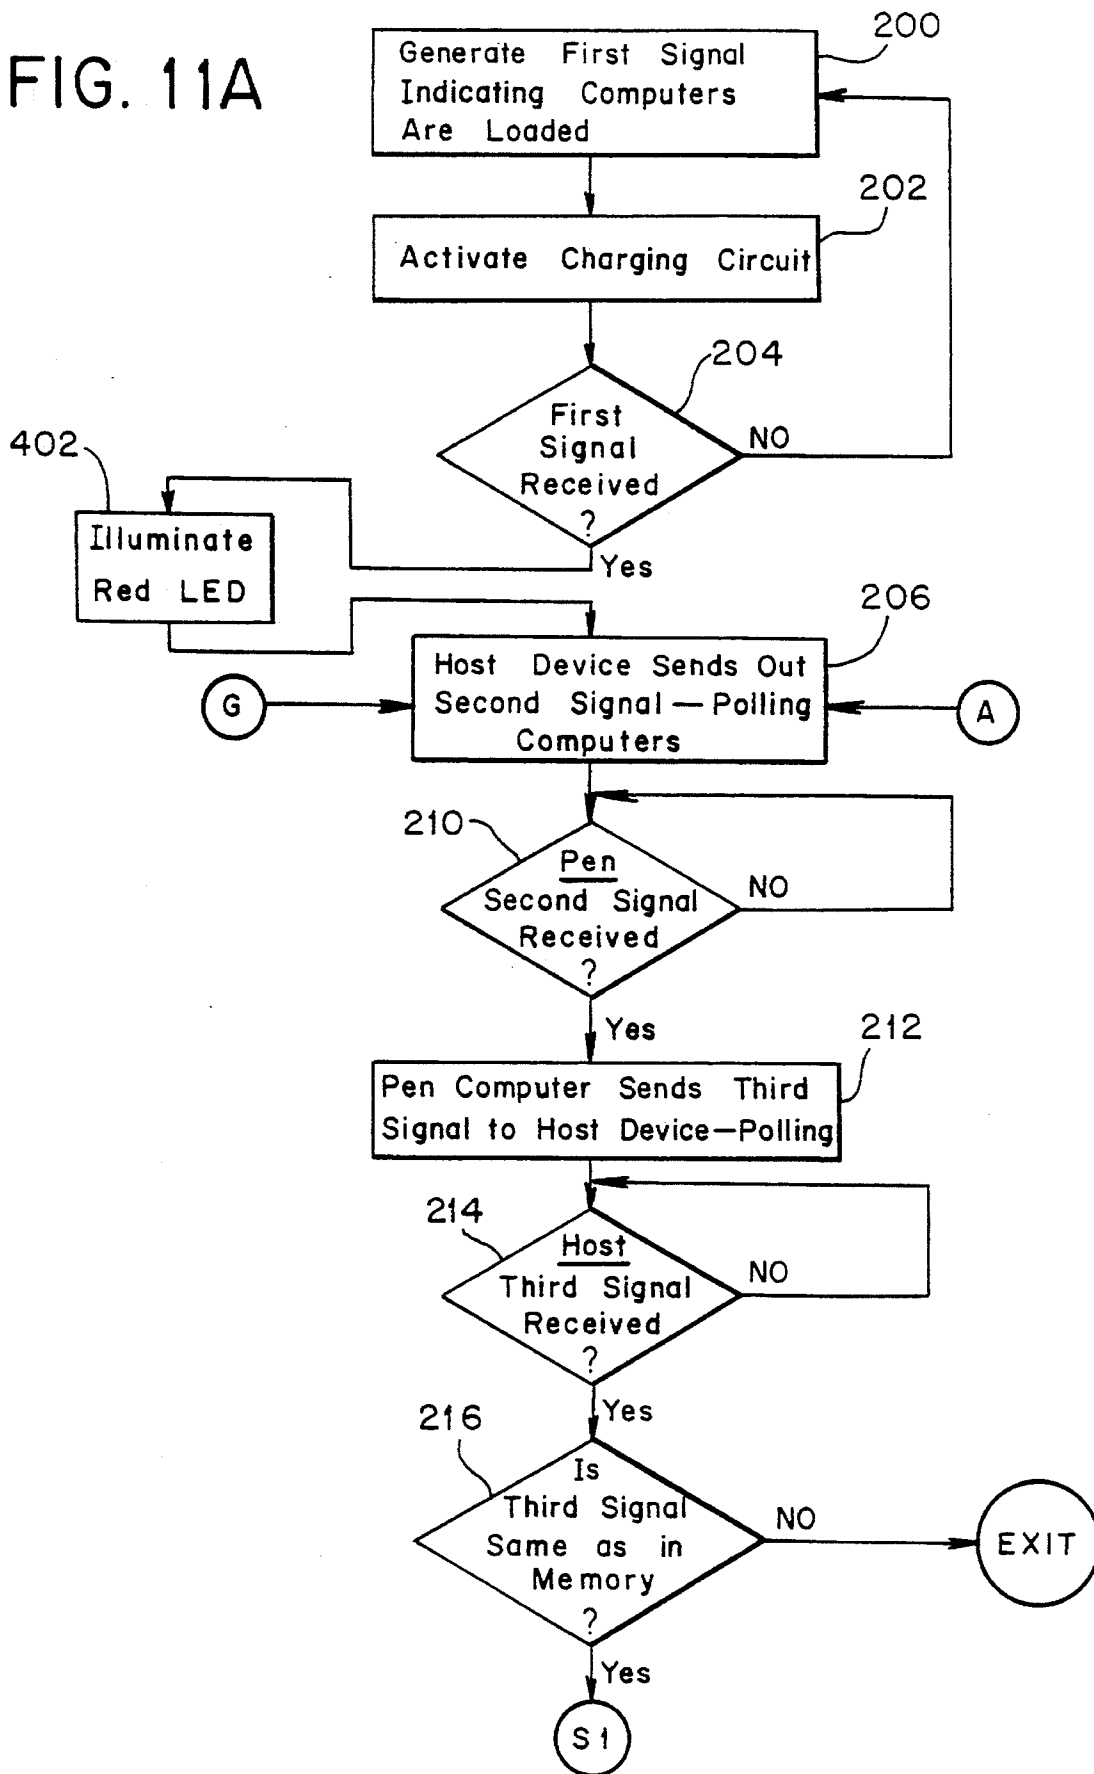 FIG. 11A
200
Generate First Signal
Indicating Computers
Are Loaded
202
Activate Charging Circuit
204
First
Signal
Received
?
NO
Yes
402
Illuminate
Red LED
206
Host Device Sends Out
Second Signal—Polling
Computers
G
A
210
Pen
Second Signal
Received
?
NO
Yes
212
Pen Computer Sends Third
Signal to Host Device—Polling
214
Host
Third Signal
Received
?
NO
Yes
216
Is
Third Signal
Same as in
Memory
?
NO
EXIT
Yes
S1